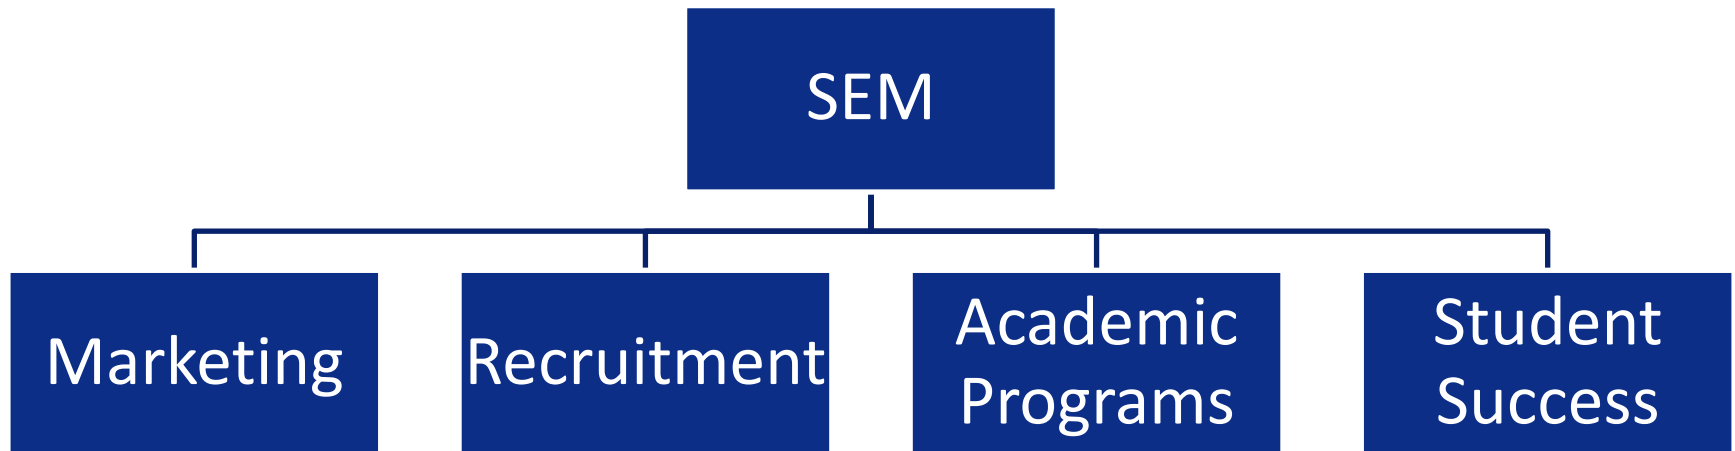 SEM
Marketing
Recruitment
Academic
Programs
Student
Success